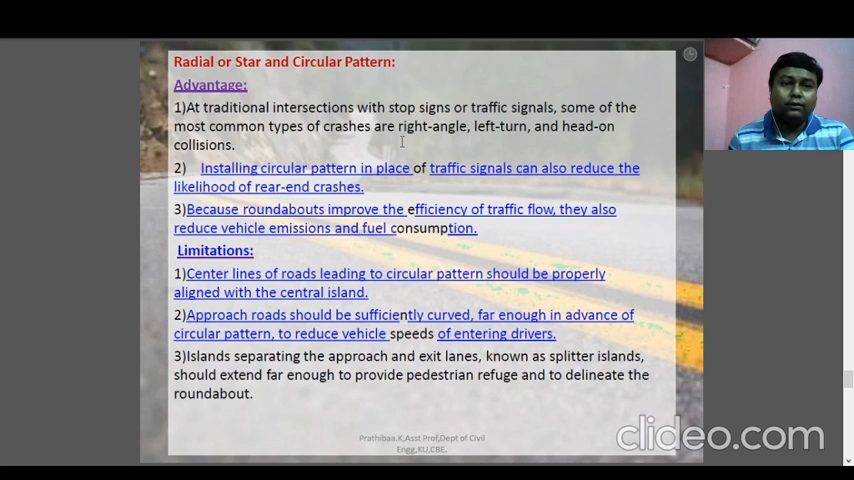 Radial or Star and Circular Pattern:
Advantage:
1)At traditional intersections with stop signs or traffic signals, some of the
most common types of crashes are right-angle, left-turn, and head-on
collisions.
2) Installing circular pattern in place of traffic signals can also reduce the
likelihood of rear-end crashes.
3)Because roundabouts improve the efficiency of traffic flow, they also
reduce vehicle emissions and fuel consumption.
Limitations:
1)Center lines of roads leading to circular pattern should be properly
aligned with the central island.
2)Approach roads should be sufficiently curved, far enough in advance of
circular pattern, to reduce vehicle speeds of entering drivers.
3)Islands separating the approach and exit lanes, known as splitter islands,
should extend far enough to provide pedestrian refuge and to delineate the
roundabout.
Prathibaa.K,Asst Prof,Dept of Civil
Engg,KU,CBE.
clideo.com